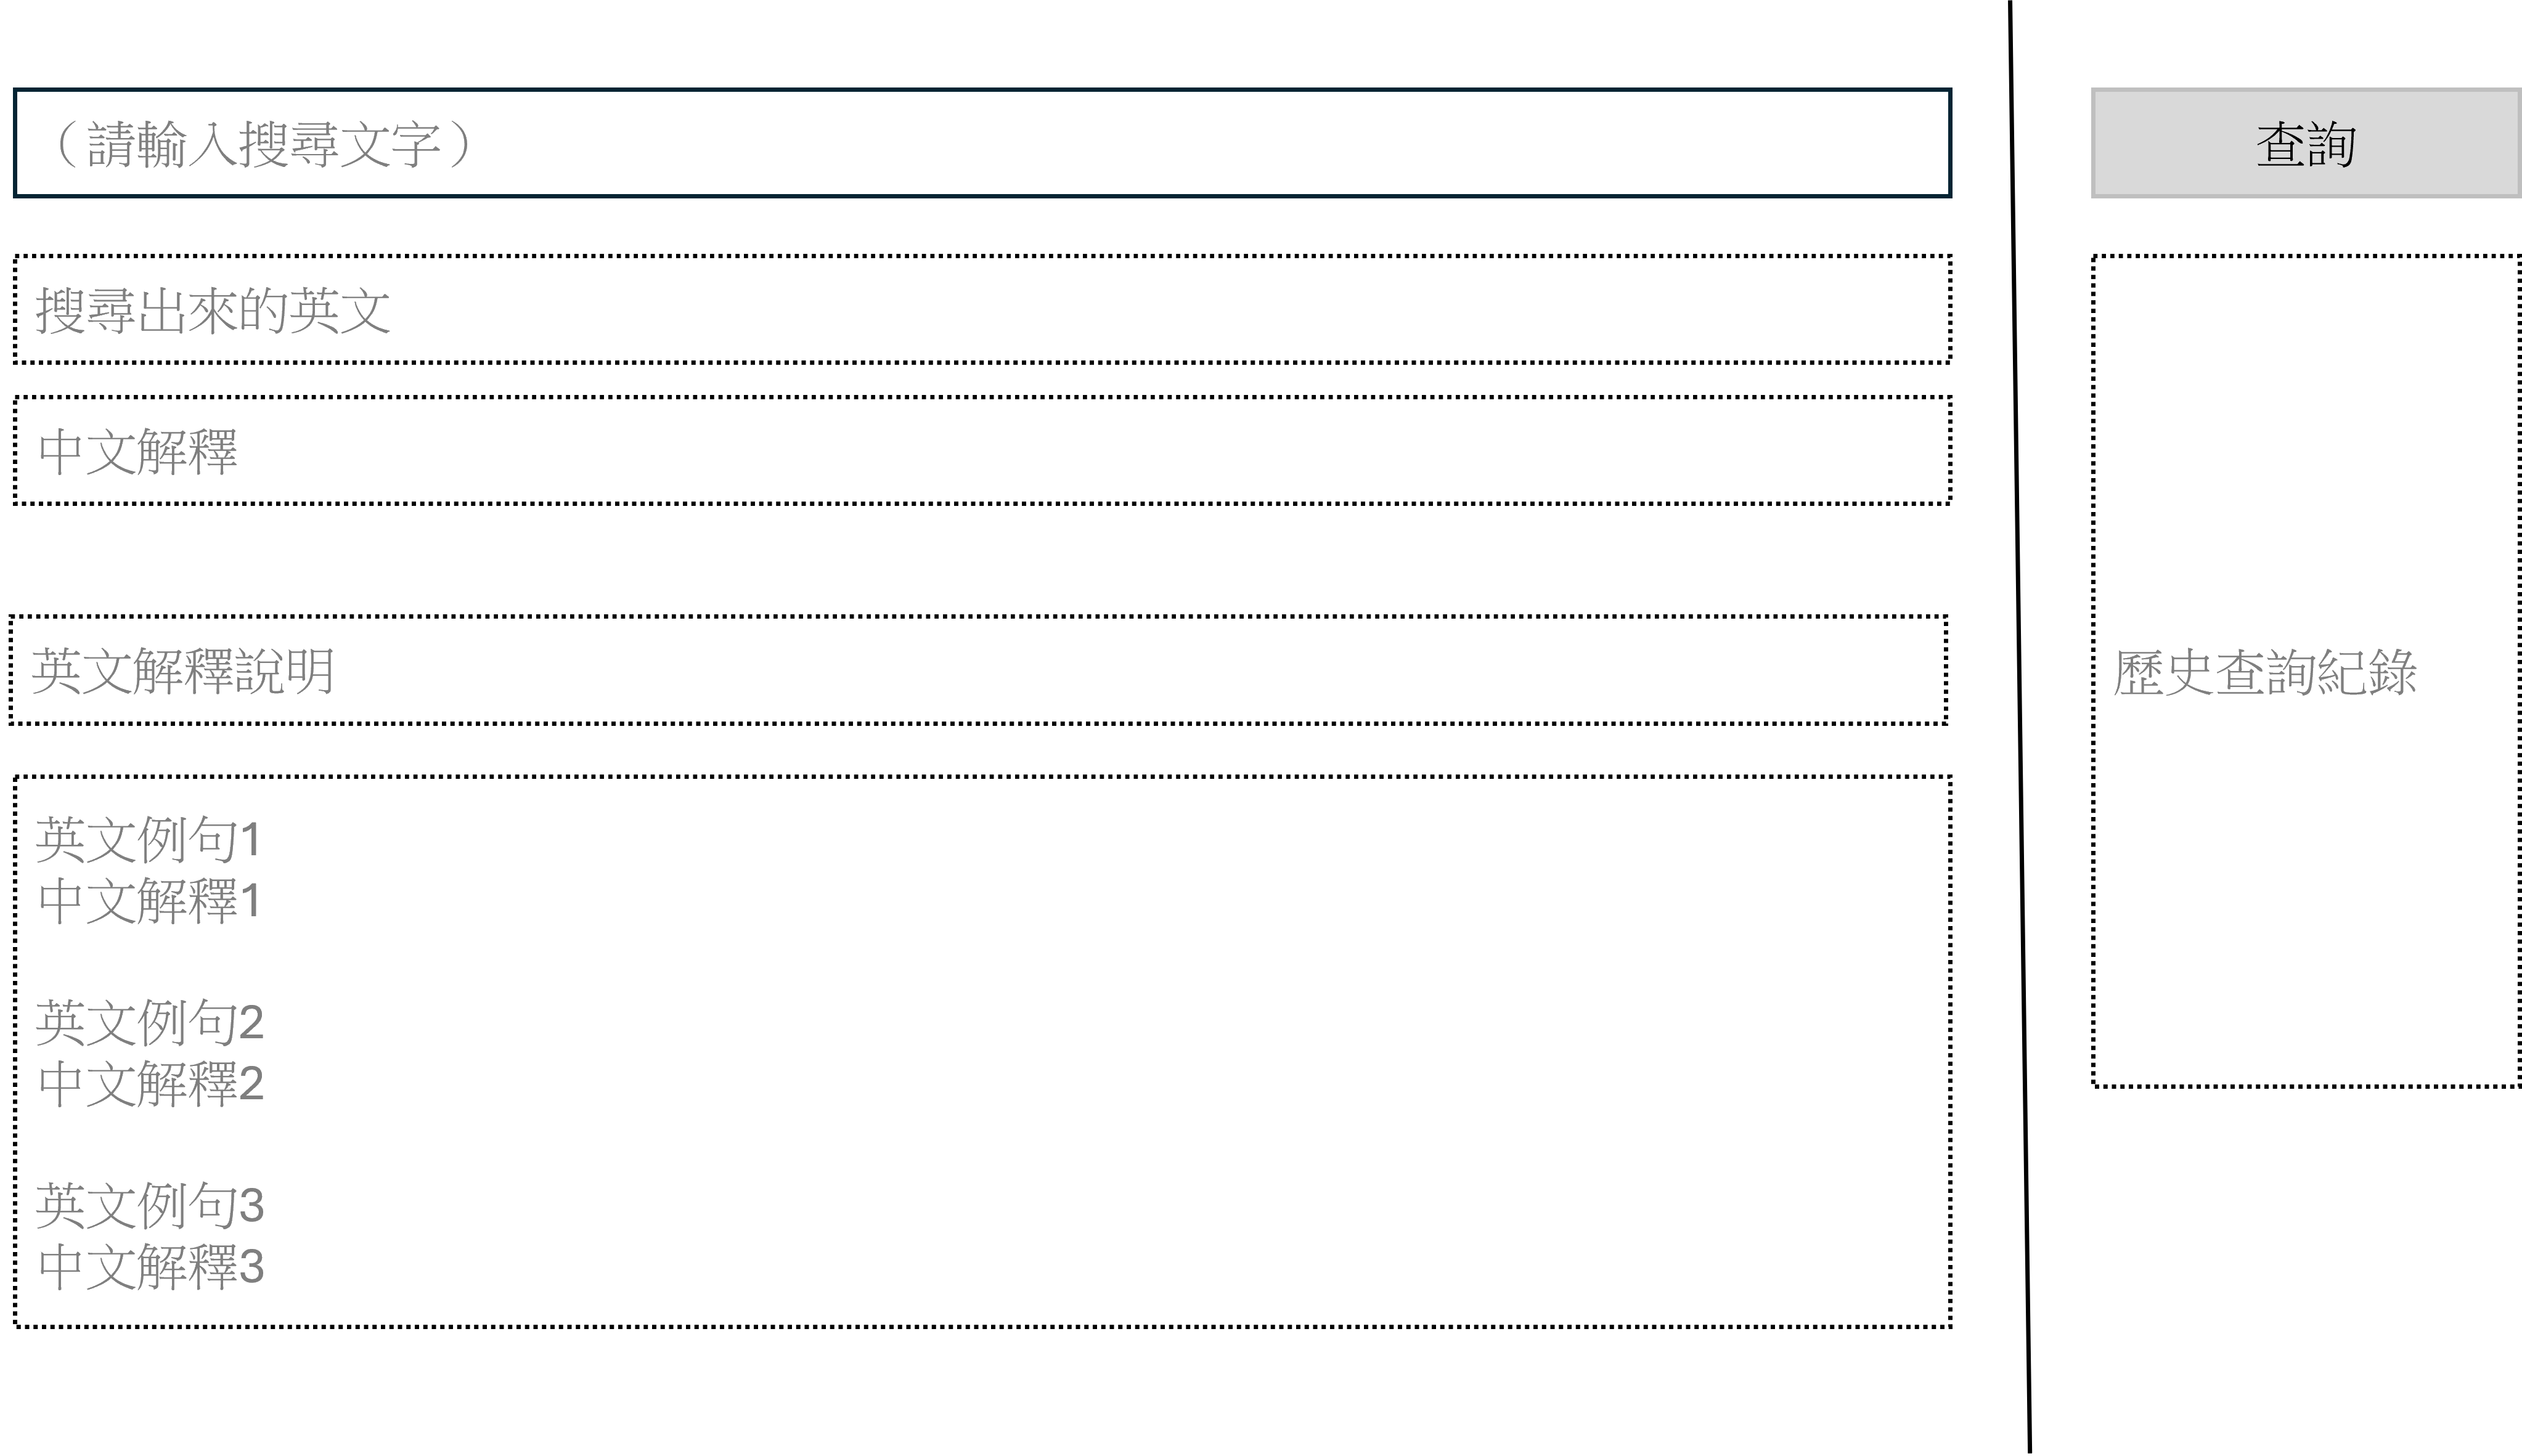 （請輸入搜尋文字）
查詢
搜尋出來的英文
中文解釋
英文解釋說明
歷史查詢紀錄
英文例句1
中文解釋1
英文例句2
中文解釋2
英文例句3
中文解釋3